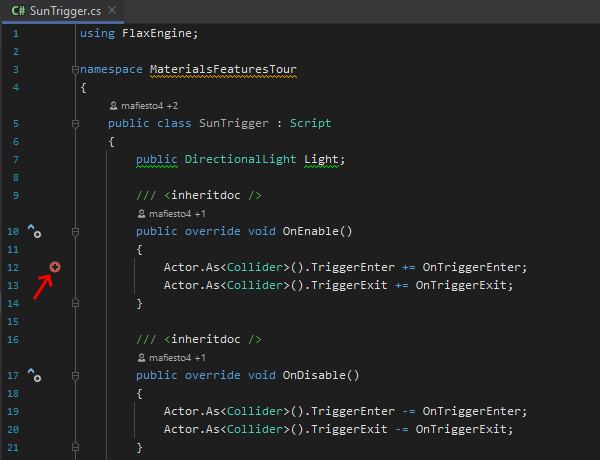 C# SunTrigger.cs ×
1 using FlaxEngine;
2
3 namespace MaterialsFeaturesTour
4 {
mafiesto4 +2
5 public class SunTrigger : Script
6 {
7 public DirectionalLight Light;
8
9 /// <inheritdoc />
mafiesto4 +1
10 public override void OnEnable()
11 {
12 Actor.As<Collider>().TriggerEnter += OnTriggerEnter;
13 Actor.As<Collider>().TriggerExit += OnTriggerExit;
14 }
15
16 /// <inheritdoc />
mafiesto4 +1
17 public override void OnDisable()
18 {
19 Actor.As<Collider>().TriggerEnter -= OnTriggerEnter;
20 Actor.As<Collider>().TriggerExit -= OnTriggerExit;
21 }